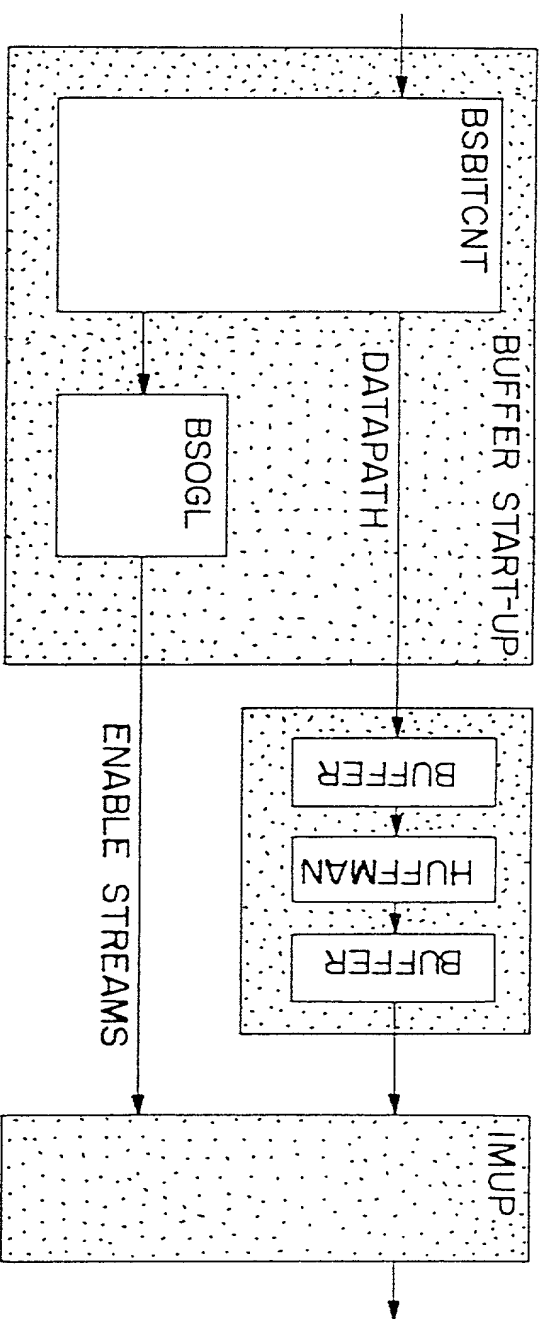 BUFFER START-UP
BSBITCNT
DATAPATH
BSOGL
BUFFER
HUFFMAN
BUFFER
ENABLE STREAMS
IMUP